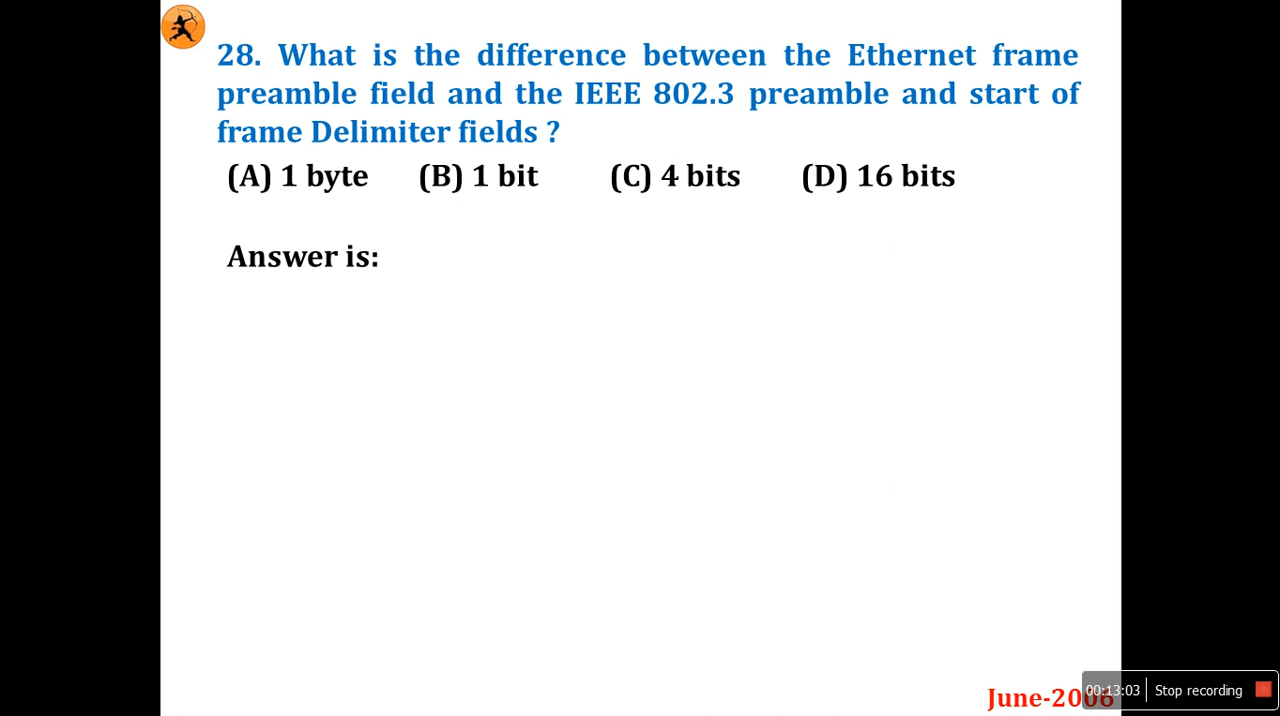 28. What is the difference between the Ethernet frame
preamble field and the IEEE 802.3 preamble and start of
frame Delimiter fields ?
(A) 1 byte (B) 1 bit (C) 4 bits (D) 16 bits
Answer is:
June-2006
00:13:03 Stop recording